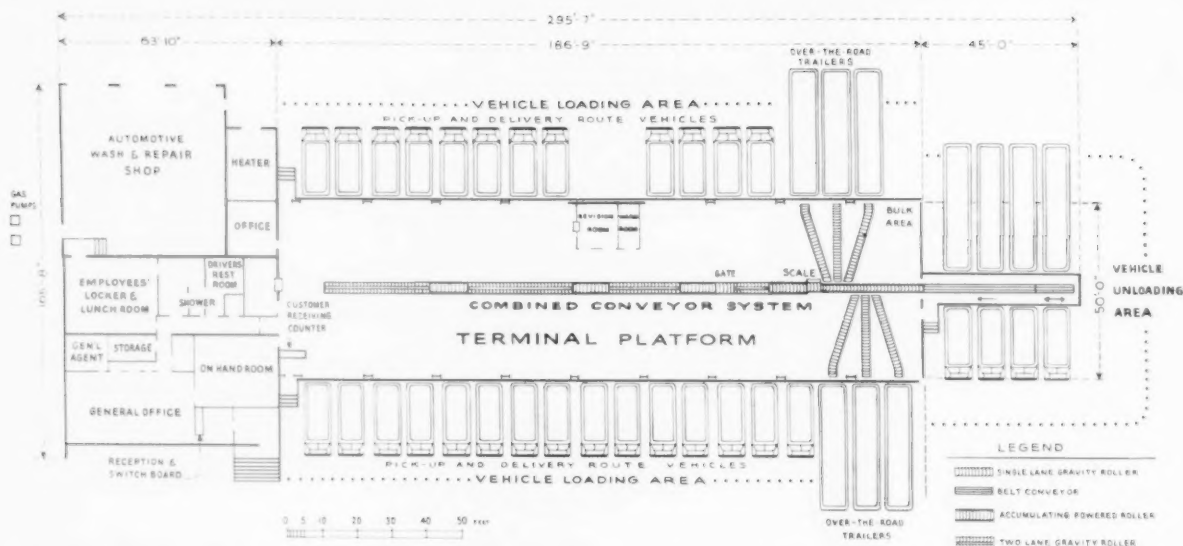 295'-7"
63'-10"
186'-9"
45'-0"
OVER-THE-ROAD
TRAILERS
VEHICLE LOADING AREA
PICK-UP AND DELIVERY ROUTE VEHICLES
AUTOMOTIVE
WASH & REPAIR
SHOP
HEATER
GAS
PUMPS
OFFICE
ROOM
ROOM
BULK
AREA
166'-8"
EMPLOYEES'
LOCKER &
LUNCH ROOM
DRIVERS
REST
ROOM
SHOWER
GATE
SCALE
COMBINED CONVEYOR SYSTEM
CUSTOMER
RECEIVING
COUNTER
TERMINAL PLATFORM
50'-0"
VEHICLE
UNLOADING
AREA
GEN'L
AGENT
STORAGE
ON HAND ROOM
GENERAL OFFICE
RECEPTION &
SWITCH BOARD
PICK-UP AND DELIVERY ROUTE VEHICLES
VEHICLE LOADING AREA
0 5 10 20 30 40 50 FEET
OVER-THE-ROAD
TRAILERS
LEGEND
SINGLE LANE GRAVITY ROLLER
BELT CONVEYOR
ACCUMULATING POWERED ROLLER
TWO LANE GRAVITY ROLLER